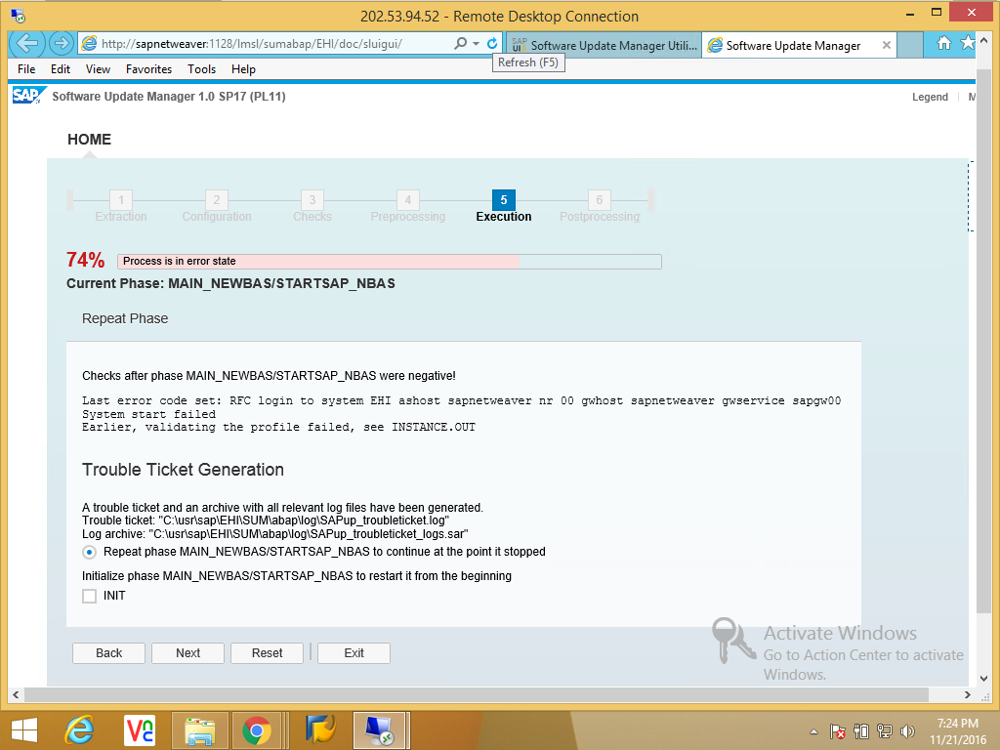 202.53.94.52 - Remote Desktop Connection
http://sapnetweaver:1128/lmsl/sumabap/EHI/doc/sluigui/
SAP UI Software Update Manager Utili...
Software Update Manager
File Edit View Favorites Tools Help
Refresh (F5)
SAP Software Update Manager 1.0 SP17 (PL11)
Legend M
HOME
1 2 3 4 5 6
Extraction Configuration Checks Preprocessing Execution Postprocessing
74% Process is in error state
Current Phase: MAIN_NEWBAS/STARTSAP_NBAS
Repeat Phase
Checks after phase MAIN_NEWBAS/STARTSAP_NBAS were negative!
Last error code set: RFC login to system EHI ashost sapnetweaver nr 00 gwhost sapnetweaver gwservice sapgw00
System start failed
Earlier, validating the profile failed, see INSTANCE.OUT
Trouble Ticket Generation
A trouble ticket and an archive with all relevant log files have been generated.
Trouble ticket: "C:\usr\sap\EHI\SUM\abap\log\SAPup_troubleticket.log"
Log archive: "C:\usr\sap\EHI\SUM\abap\log\SAPup_troubleticket_logs.sar"
Repeat phase MAIN_NEWBAS/STARTSAP_NBAS to continue at the point it stopped
Initialize phase MAIN_NEWBAS/STARTSAP_NBAS to restart it from the beginning
INIT
Back Next Reset Exit
Activate Windows
Go to Action Center to activate
Windows.
VNC
7:24 PM
11/21/2016